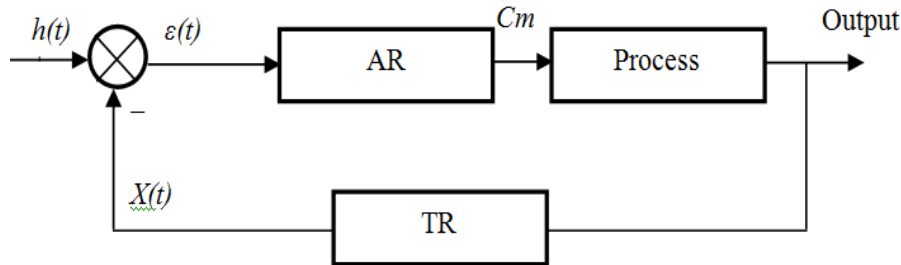 h(t)
ε(t)
Cm
Output
AR
Process
–
X(t)
TR